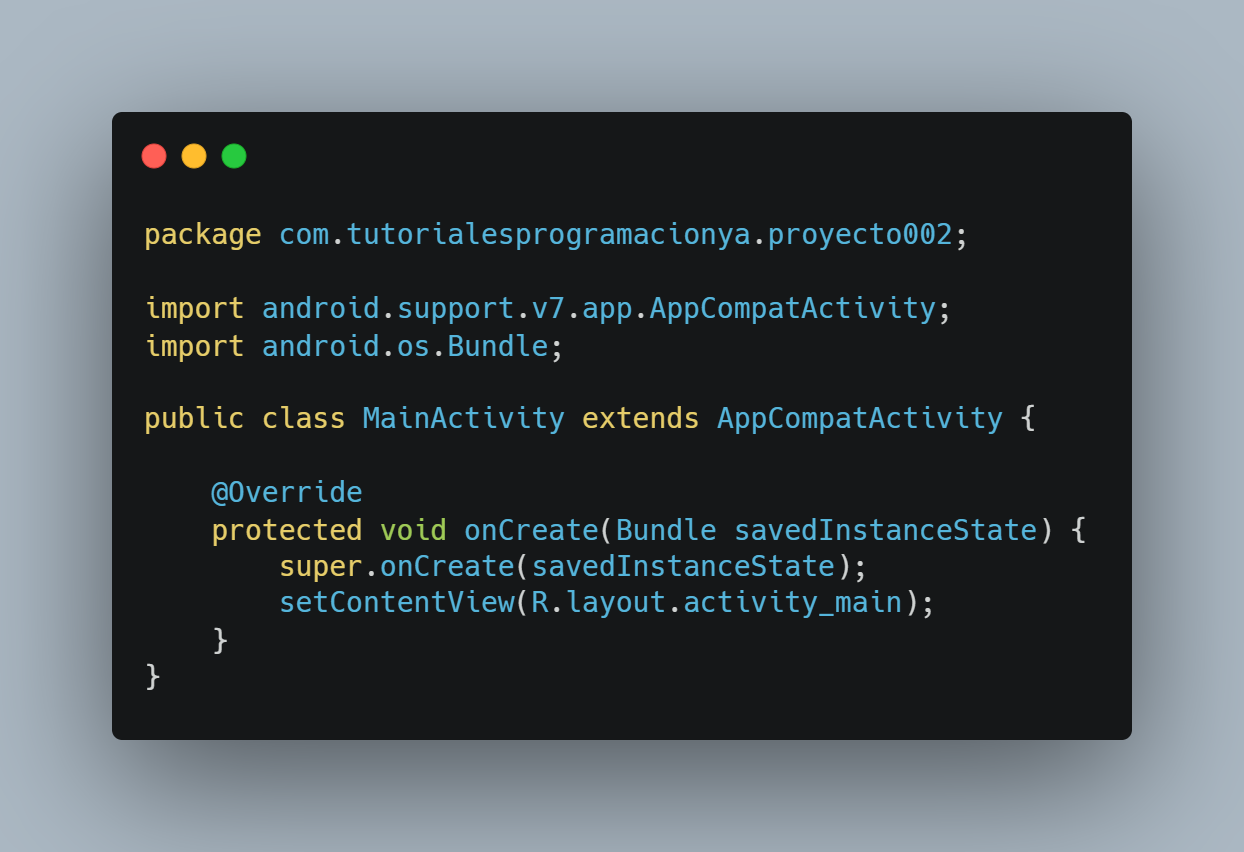 package com.tutorialesprogramacionya.proyecto002;

import android.support.v7.app.AppCompatActivity;
import android.os.Bundle;

public class MainActivity extends AppCompatActivity {

    @Override
    protected void onCreate(Bundle savedInstanceState) {
        super.onCreate(savedInstanceState);
        setContentView(R.layout.activity_main);
    }
}